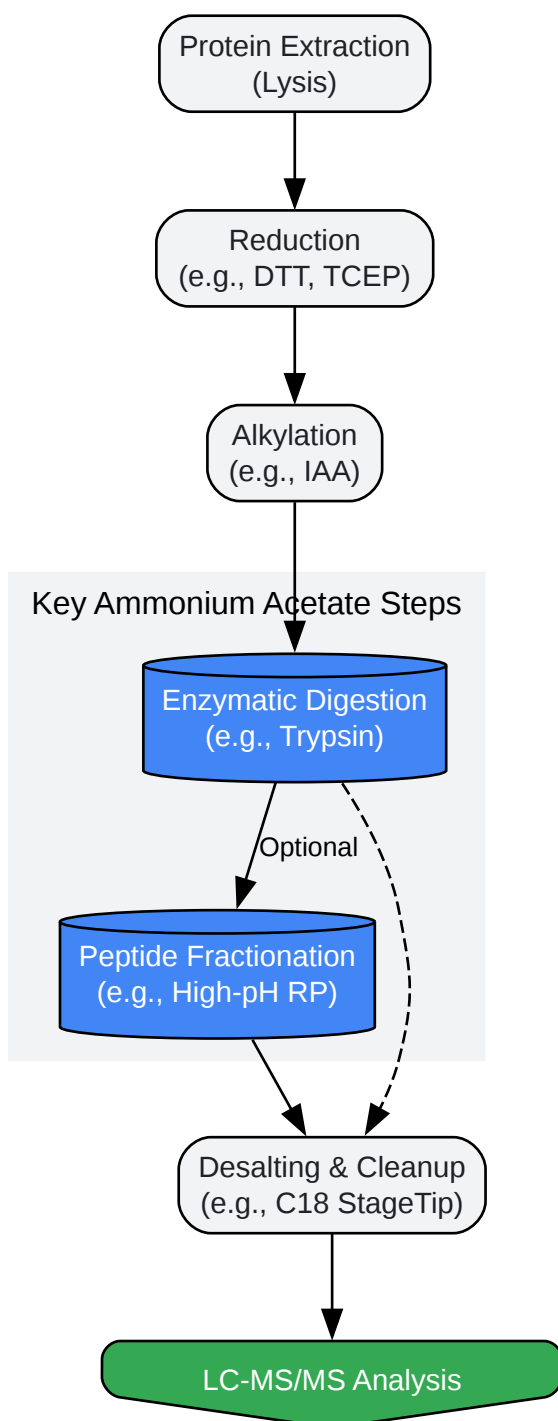 Protein Extraction
(Lysis)
Reduction
(e.g., DTT, TCEP)
Alkylation
(e.g., IAA)
Key Ammonium Acetate Steps
Enzymatic Digestion
(e.g., Trypsin)
Optional
Peptide Fractionation
(e.g., High-pH RP)
Desalting & Cleanup
(e.g., C18 StageTip)
LC-MS/MS Analysis